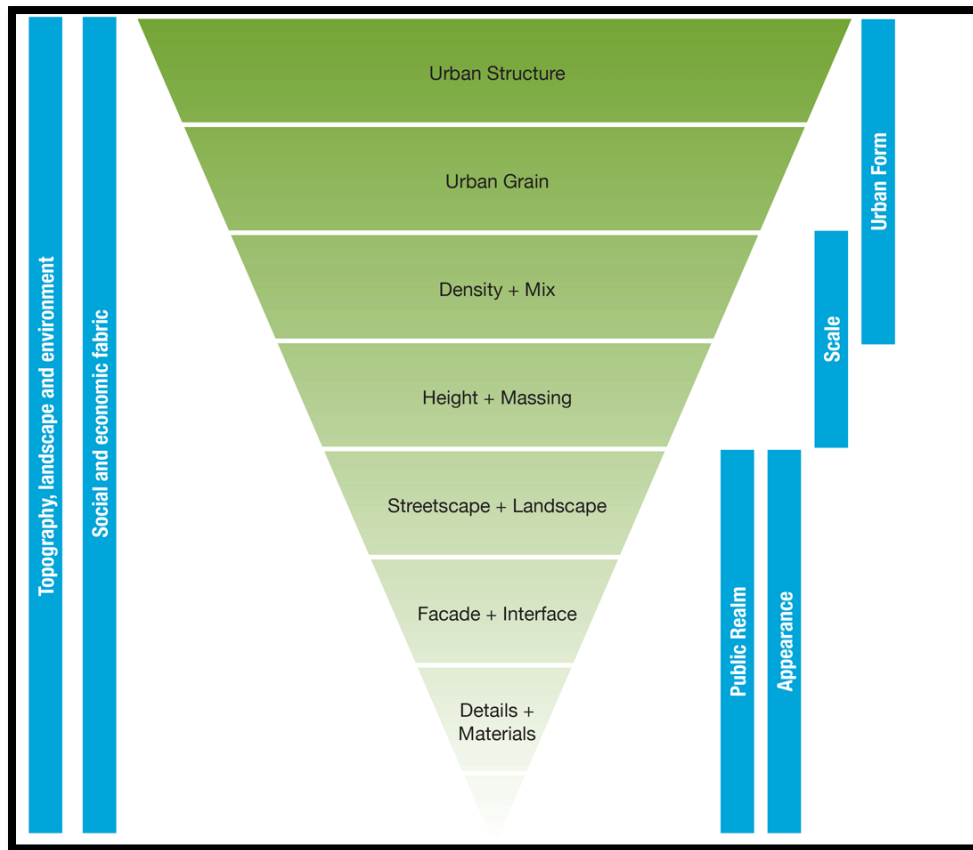 Topography, landscape and environment
Social and economic fabric
Urban Structure
Urban Grain
Density + Mix
Height + Massing
Streetscape + Landscape
Facade + Interface
Details +
Materials
Public Realm
Appearance
Scale
Urban Form